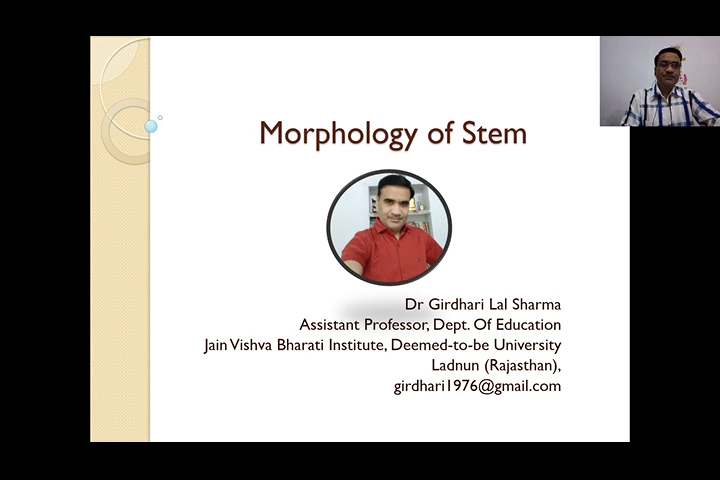 Morphology of Stem
Dr Girdhari Lal Sharma
Assistant Professor, Dept. Of Education
Jain Vishva Bharati Institute, Deemed-to-be University
Ladnun (Rajasthan),
girdhari1976@gmail.com